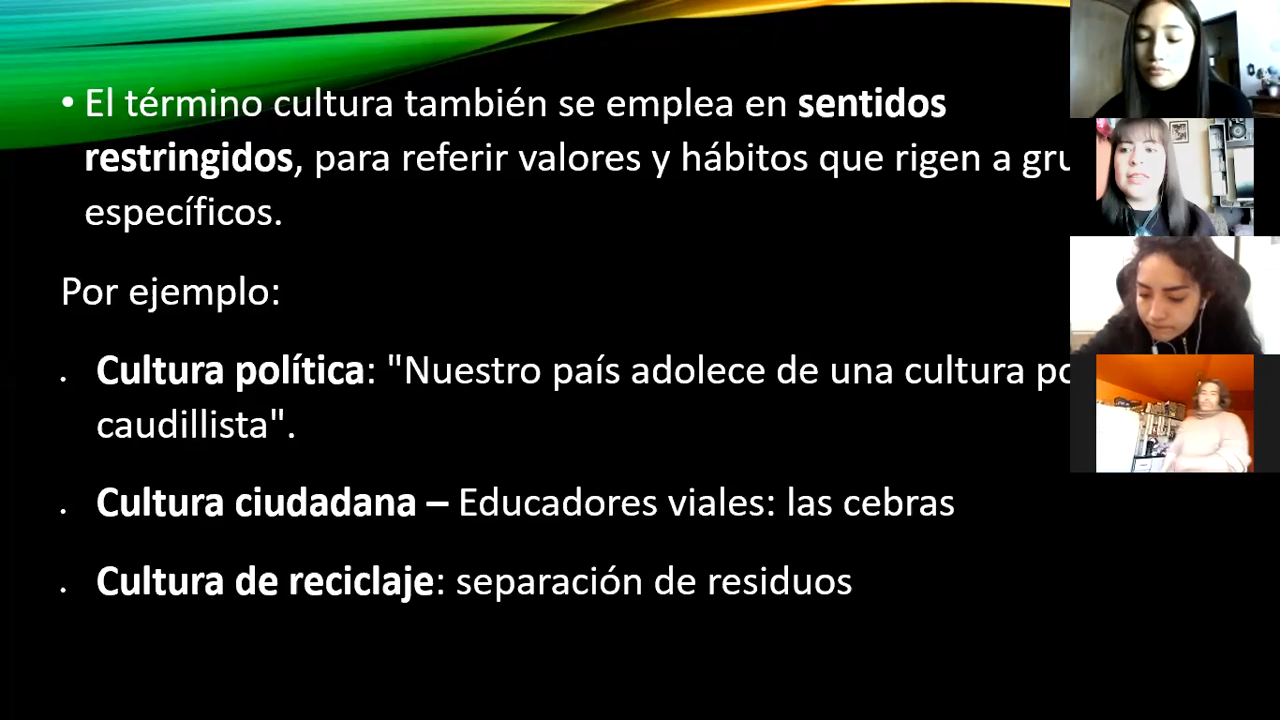 • El término cultura también se emplea en sentidos
restringidos, para referir valores y hábitos que rigen a
específicos.
Por ejemplo:
• Cultura política: "Nuestro país adolece de una cultura
caudillista".
• Cultura ciudadana – Educadores viales: las cebras
• Cultura de reciclaje: separación de residuos